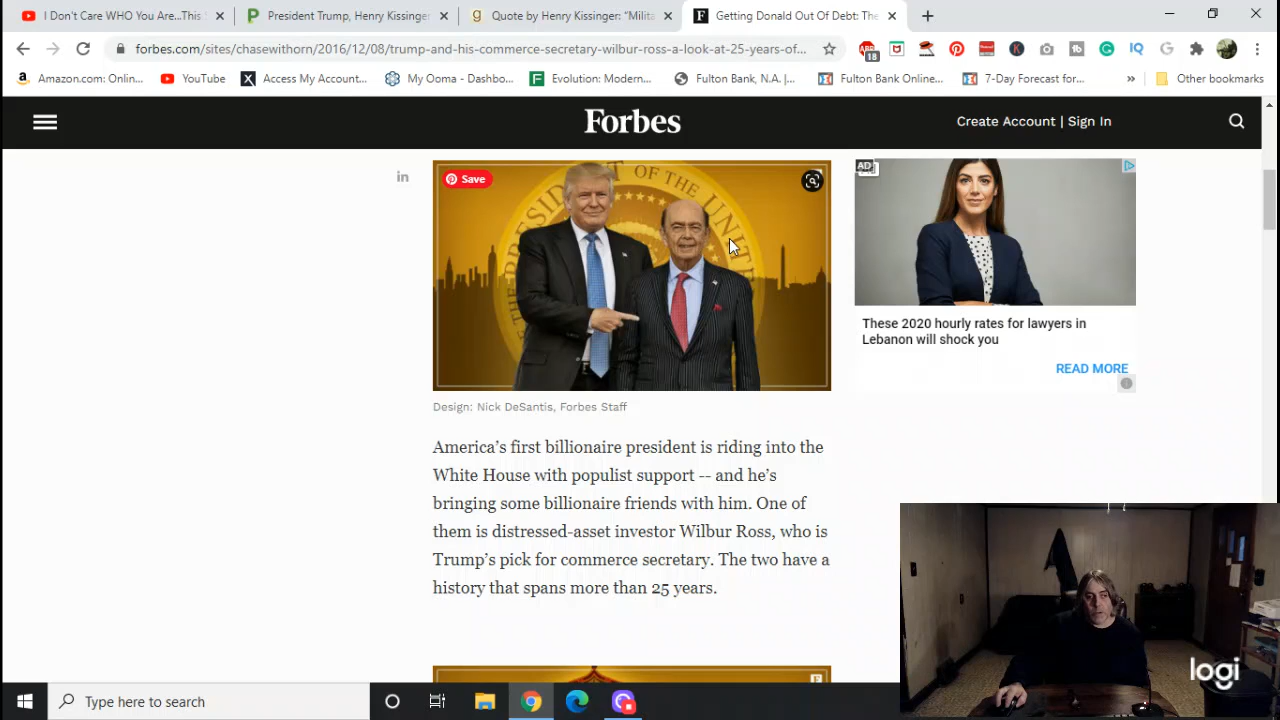 I Don't Care WHO You Are...This
President Trump, Henry Kissinger
Quote by Henry Kissinger: “Milita
Getting Donald Out Of Debt: The
forbes.com/sites/chasewithorn/2016/12/08/trump-and-his-commerce-secretary-wilbur-ross-a-look-at-25-years-of...
18
Amazon.com: Onlin...
YouTube
Access My Account...
My Ooma - Dashbo...
Evolution: Modern...
Fulton Bank, N.A. |...
Fulton Bank Online...
7-Day Forecast for...
»
Other bookmarks
Forbes
Create Account | Sign In
in
Save
PRESIDENT OF THE UNITE
AD
These 2020 hourly rates for lawyers in
Lebanon will shock you
READ MORE
Design: Nick DeSantis, Forbes Staff
America’s first billionaire president is riding into the
White House with populist support -- and he’s
bringing some billionaire friends with him. One of
them is distressed-asset investor Wilbur Ross, who is
Trump’s pick for commerce secretary. The two have a
history that spans more than 25 years.
F
logi
Type here to search